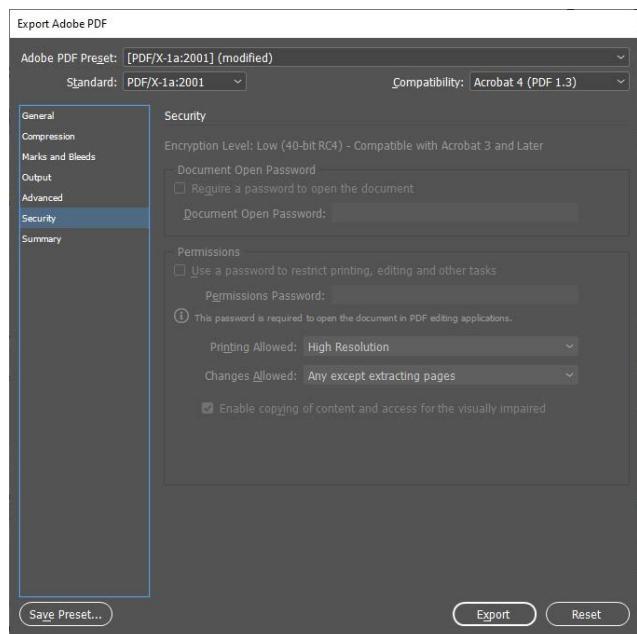 Export Adobe PDF
Adobe PDF Preset: [PDF/X-1a:2001] (modified)
Standard: PDF/X-1a:2001 Compatibility: Acrobat 4 (PDF 1.3)
General
Compression
Marks and Bleeds
Output
Advanced
Security
Summary
Security
Encryption Level: Low (40-bit RC4) - Compatible with Acrobat 3 and Later
Document Open Password
Require a password to open the document
Document Open Password:
Permissions
Use a password to restrict printing, editing and other tasks
Permissions Password:
This password is required to open the document in PDF editing applications.
Printing Allowed: High Resolution
Changes Allowed: Any except extracting pages
Enable copying of content and access for the visually impaired
Save Preset... Export Reset